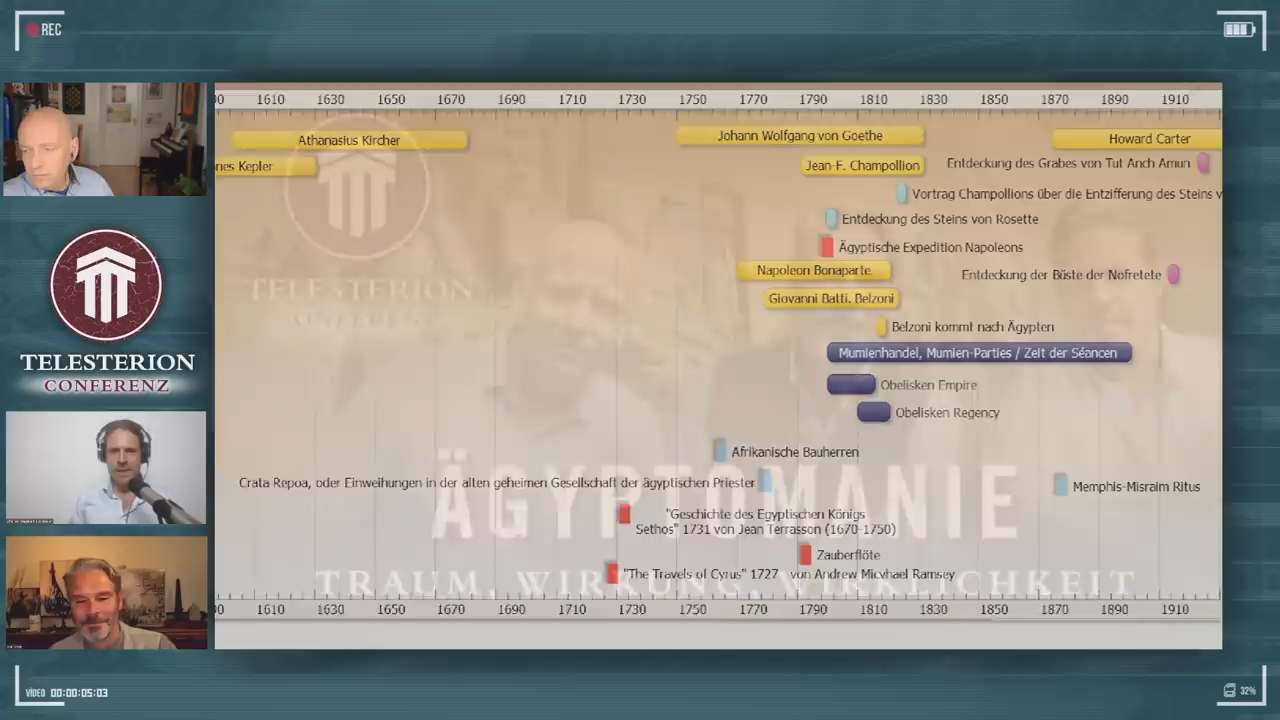 REC
00 1610 1630 1650 1670 1690 1710 1730 1750 1770 1790 1810 1830 1850 1870 1890 1910
Athanasius Kircher
Johann Wolfgang von Goethe
Howard Carter
nes Kepler
Jean-F. Champollion
Entdeckung des Grabes von Tut Anch Amun
Vortrag Champollions über die Entzifferung des Steins v
Entdeckung des Steins von Rosette
Ägyptische Expedition Napoleons
Napoleon Bonaparte
Entdeckung der Büste der Nofretete
TELESTERION
CONFERENZ
Giovanni Batti. Belzoni
Belzoni kommt nach Ägypten
Mumienhandel, Mumien-Parties / Zeit der Séancen
TELESTERION
CONFERENZ
Obelisken Empire
Obelisken Regency
Afrikanische Bauherren
Crata Repoa, oder Einweihungen in der alten geheimen Gesellschaft der ägyptischen Priester
Memphis-Misraim Ritus
ÄGYPTOMANIE
"Geschichte des Egyptischen Königs
Sethos" 1731 von Jean Terrasson (1670-1750)
Zauberflöte
"The Travels of Cyrus" 1727 von Andrew Micvhael Ramsey
TRAUM, WIRKUNG, WIRKLICHKEIT
00 1610 1630 1650 1670 1690 1710 1730 1750 1770 1790 1810 1830 1850 1870 1890 1910
VÍDEO 00:00:05:03
32%